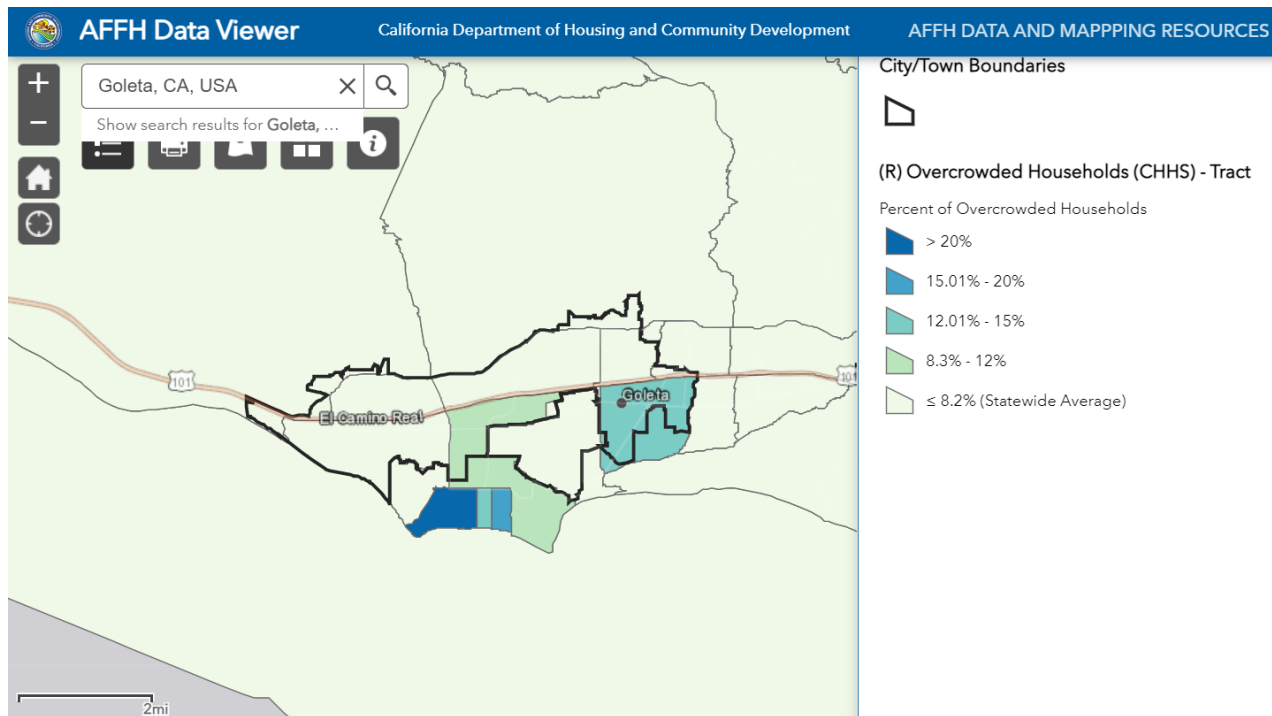 AFFH Data Viewer
California Department of Housing and Community Development
AFFH DATA AND MAPPPING RESOURCES
Goleta, CA, USA
Show search results for Goleta, ...
City/Town Boundaries
(R) Overcrowded Households (CHHS) - Tract
Percent of Overcrowded Households
> 20%
15.01% - 20%
12.01% - 15%
8.3% - 12%
≤ 8.2% (Statewide Average)
101
101
Goleta
El Camino Real
2mi